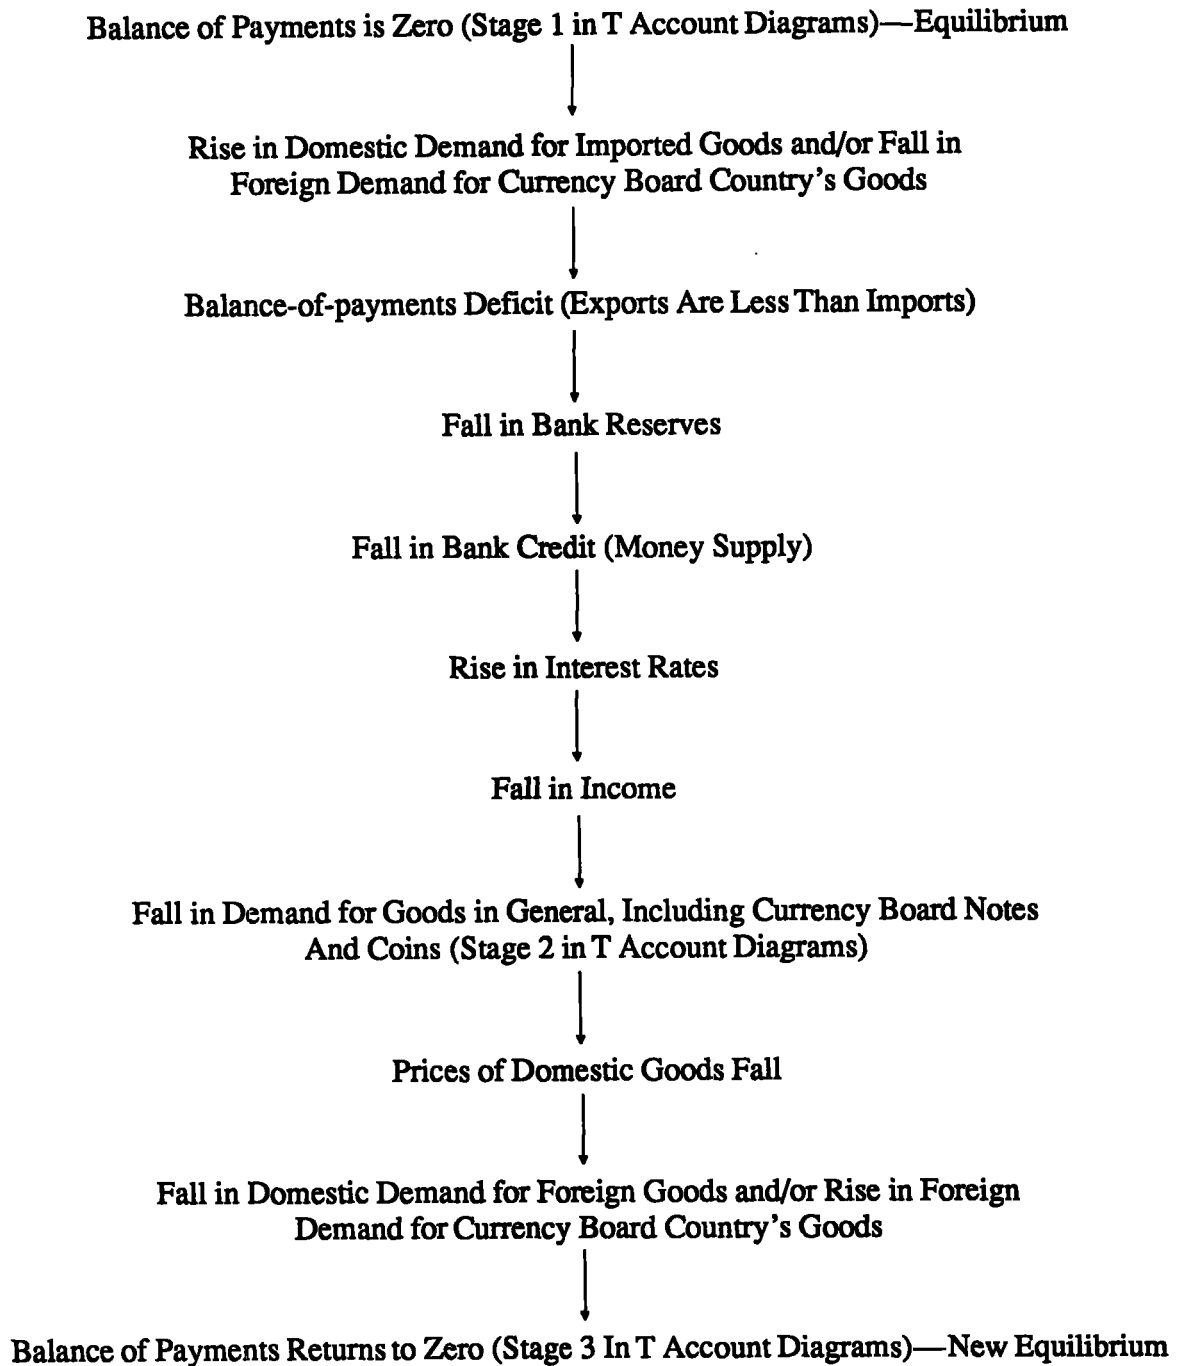 Balance of Payments is Zero (Stage 1 in T Account Diagrams)—Equilibrium
Rise in Domestic Demand for Imported Goods and/or Fall in
Foreign Demand for Currency Board Country's Goods
Balance-of-payments Deficit (Exports Are Less Than Imports)
Fall in Bank Reserves
Fall in Bank Credit (Money Supply)
Rise in Interest Rates
Fall in Income
Fall in Demand for Goods in General, Including Currency Board Notes
And Coins (Stage 2 in T Account Diagrams)
Prices of Domestic Goods Fall
Fall in Domestic Demand for Foreign Goods and/or Rise in Foreign
Demand for Currency Board Country's Goods
Balance of Payments Returns to Zero (Stage 3 In T Account Diagrams)—New Equilibrium